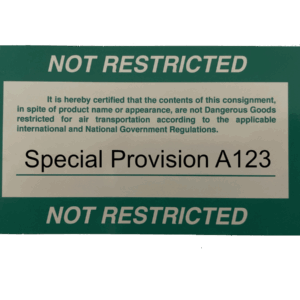 NOT RESTRICTED
It is hereby certified that the contents of this consignment,
in spite of product name or appearance, are not Dangerous Goods
restricted for air transportation according to the applicable
international and National Government Regulations.
Special Provision A123
NOT RESTRICTED